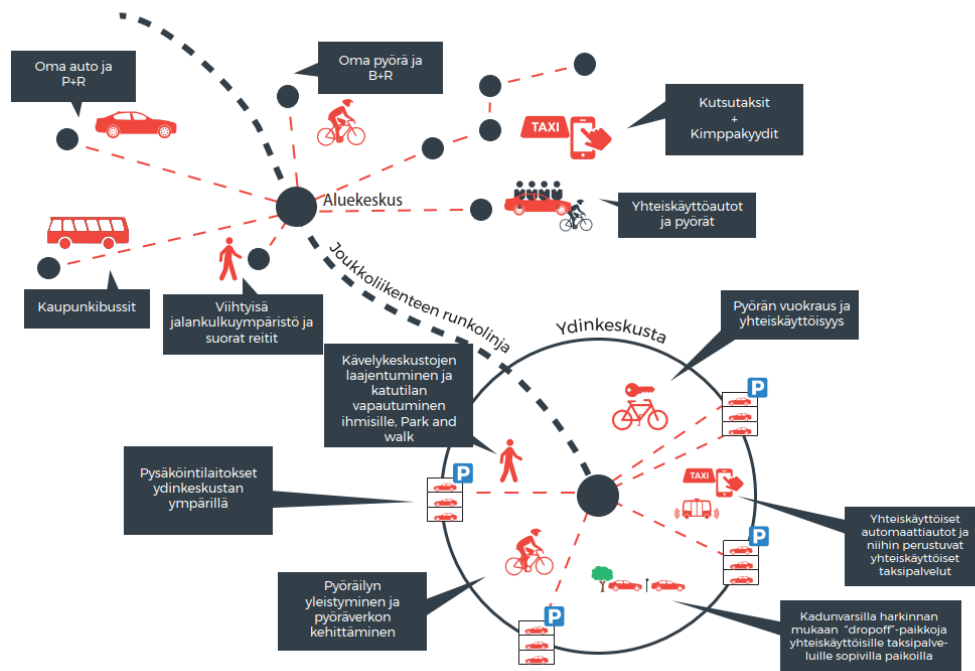 Oma auto ja
P+R
Oma pyörä ja
B+R
TAXI
Kutsutaksit
+
Kimppakyydit
Aluekeskus
Yhteiskäyttöautot
ja pyörät
Kaupunkibussit
Viihtyisä
jalankulkuympäristö ja
suorat reitit
Joukkoliikenteen runkolinja
Ydinkeskusta
Pyörän vuokraus ja
yhteiskäyttöisyys
Kävelykeskustojen
laajentuminen ja
katutilan
vapautuminen
ihmisille, Park and
walk
P
Pysäköintilaitokset
ydinkeskustan
ympärillä
P
TAXI
Yhteiskäyttöiset
automaattiautot ja
niihin perustuvat
yhteiskäyttöiset
taksipalvelut
P
Pyöräilyn
yleistyminen ja
pyöräverkon
kehittäminen
P
Kadunvarsilla harkinnan
mukaan "dropoff"-paikkoja
yhteiskäyttöisille taksipalve-
luille sopivilla paikoilla